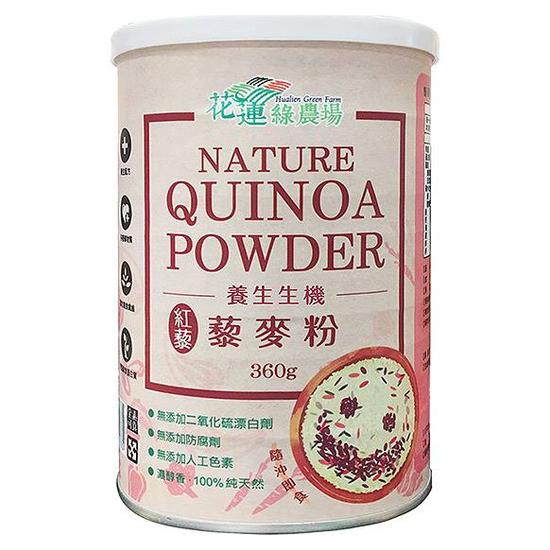 Hualien Green Farm
花蓮綠農場
NATURE
QUINOA
POWDER
養生生機
紅藜
藜麥粉
360g
無添加二氧化硫漂白劑
無添加防腐劑
無添加人工色素
濃醇香·100%純天然
隨沖即食